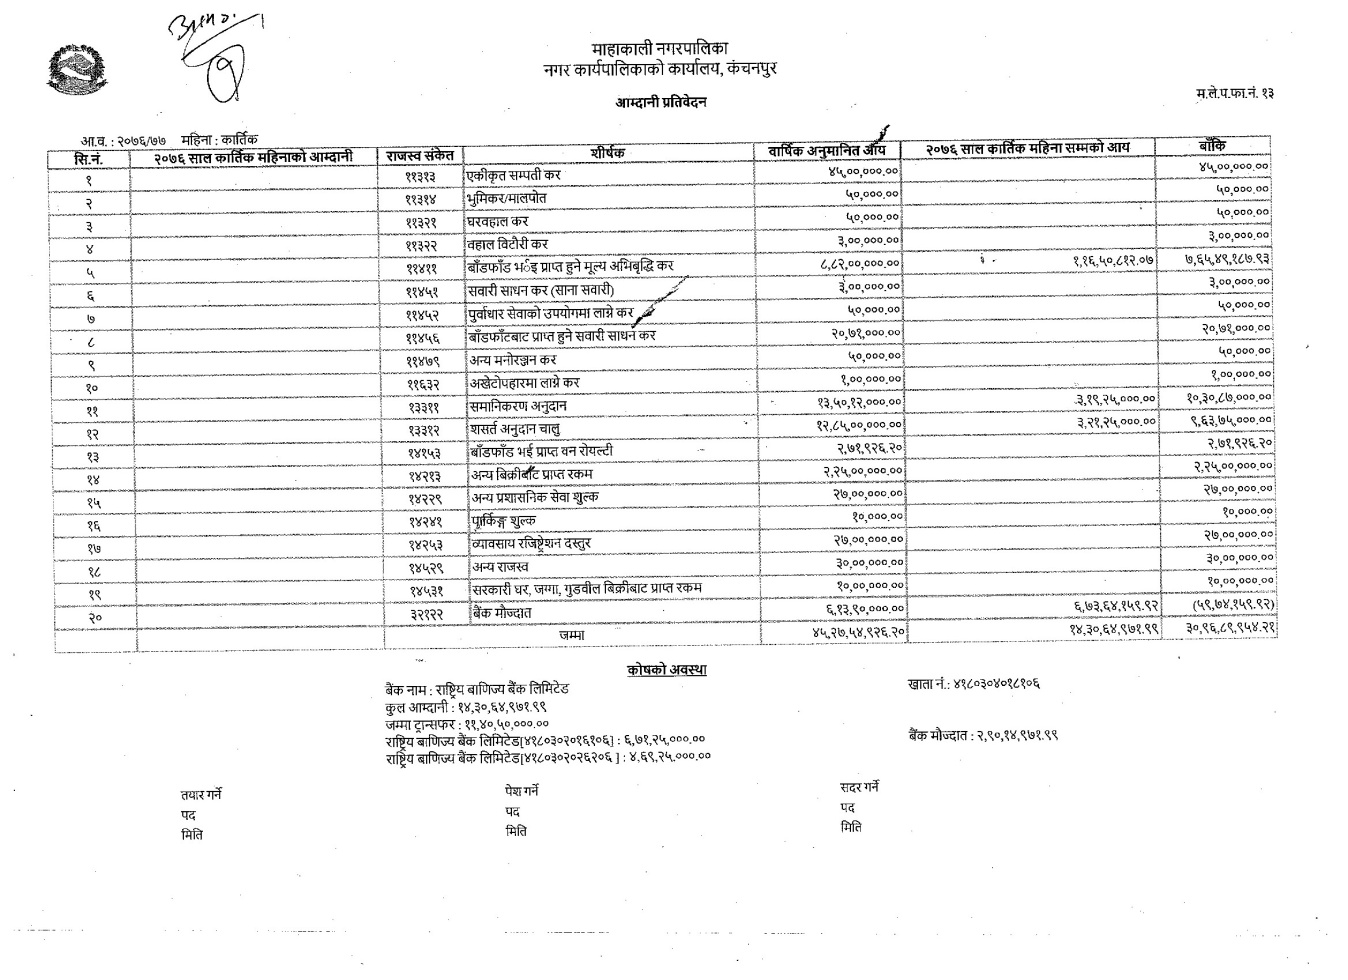 माहाकाली नगरपालिका
नगर कार्यपालिकाको कार्यालय, कंचनपुर
आम्दानी प्रतिवेदन
म.ले.प.फा.नं. १३
आ.व. : २०७६/७७ महिना : कार्तिक
सि.नं. २०७६ साल कार्तिक महिनाको आम्दानी राजस्व संकेत शीर्षक वार्षिक अनुमानित आय २०७६ साल कार्तिक महिना सम्मको आय बाँकि
१ ११३१३ एकीकृत सम्पती कर ४५,००,०००.०० ४५,००,०००.००
२ ११३१४ भुमिकर/मालपोत ५०,०००.०० ५०,०००.००
३ ११३२१ घरवहाल कर ५०,०००.०० ५०,०००.००
४ ११३२२ वहाल विटौरी कर ३,००,०००.०० ३,००,०००.००
५ ११४११ बाँडफाँड भर्इ प्राप्त हुने मूल्य अभिबृद्धि कर ८,८२,००,०००.०० १,१६,५०,८१२.०७ ७,६५,४९,१८७.९३
६ ११४५१ सवारी साधन कर (साना सवारी) ३,००,०००.०० ३,००,०००.००
७ ११४५२ पुर्वाधार सेवाको उपयोगमा लाग्ने कर ५०,०००.०० ५०,०००.००
८ ११४५६ बाँडफाँटबाट प्राप्त हुने सवारी साधन कर २०,७१,०००.०० २०,७१,०००.००
९ ११४७९ अन्य मनोरञ्जन कर ५०,०००.०० ५०,०००.००
१० ११६३२ अखेटोपहारमा लाग्ने कर १,००,०००.०० १,००,०००.००
११ १३३११ समानिकरण अनुदान १३,५०,१२,०००.०० ३,१९,२५,०००.०० १०,३०,८७,०००.००
१२ १३३१२ शसर्त अनुदान चालु १२,८५,००,०००.०० ३,२१,२५,०००.०० ९,६३,७५,०००.००
१३ १४१५३ बाँडफाँड भई प्राप्त वन रोयल्टी २,७१,९२६.२० २,७१,९२६.२०
१४ १४२१३ अन्य बिक्रीबाट प्राप्त रकम २,२५,००,०००.०० २,२५,००,०००.००
१५ १४२२९ अन्य प्रशासनिक सेवा शुल्क २७,००,०००.०० २७,००,०००.००
१६ १४२४१ पार्किङ्ग शुल्क १०,०००.०० १०,०००.००
१७ १४२५३ व्यावसाय रजिष्ट्रेशन दस्तुर २७,००,०००.०० २७,००,०००.००
१८ १४५२९ अन्य राजस्व ३०,००,०००.०० ३०,००,०००.००
१९ १४५३१ सरकारी घर, जग्गा, गुडवील बिक्रीबाट प्राप्त रकम १०,००,०००.०० १०,००,०००.००
२० ३२१२२ बैंक मौज्दात ६,१३,९०,०००.०० ६,७३,६४,१५९.९२ (५९,७४,१५९.९२)
जम्मा ४५,२७,५४,९२६.२० १४,३०,६४,९७१.९९ ३०,९६,८९,९५४.२१
कोषको अवस्था
बैंक नाम : राष्ट्रिय बाणिज्य बैंक लिमिटेड खाता नं.: ४१८०३०४०१८१०६
कुल आम्दानी : १४,३०,६४,९७१.९९
जम्मा ट्रान्सफर : ११,४०,५०,०००.००
राष्ट्रिय बाणिज्य बैंक लिमिटेड[४१८०३०२०१६१०६] : ६,७१,२५,०००.०० बैंक मौज्दात : २,९०,१४,९७१.९९
राष्ट्रिय बाणिज्य बैंक लिमिटेड[४१८०३०२०२६२०६ ] : ४,६९,२५,०००.००
तयार गर्ने पेश गर्ने सदर गर्ने
पद पद पद
मिति मिति मिति